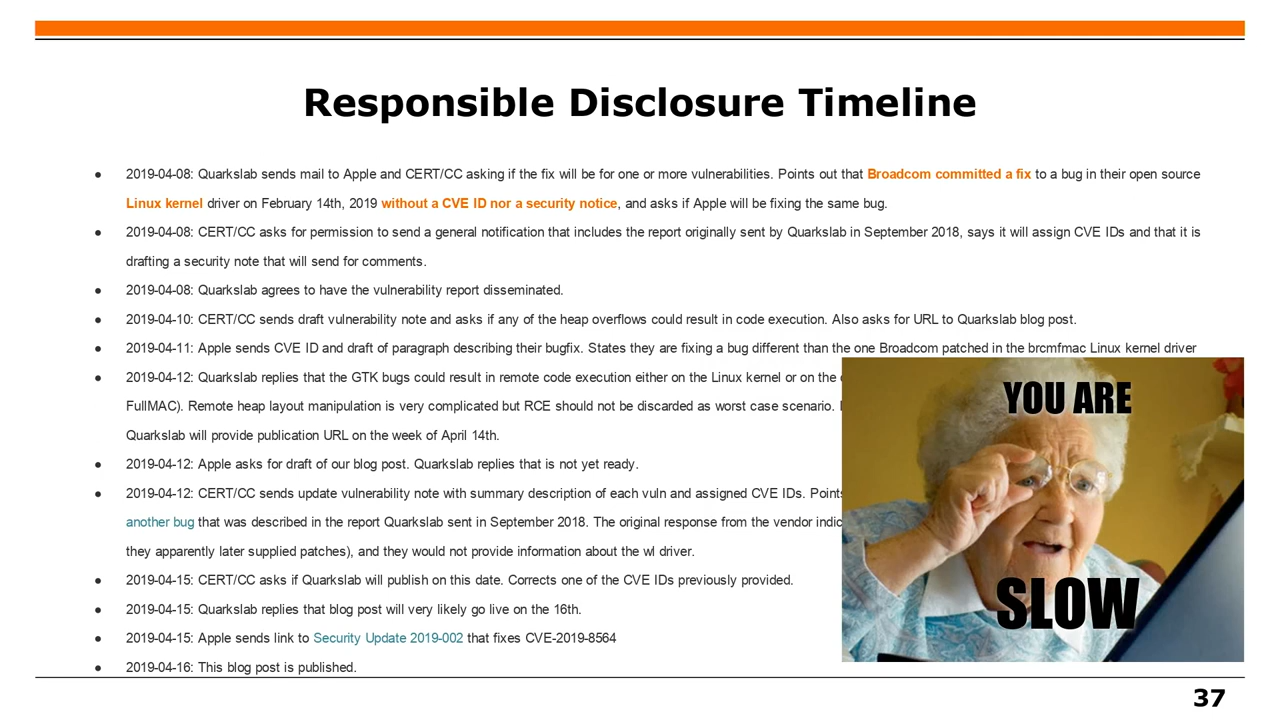 Responsible Disclosure Timeline
● 2019-04-08: Quarkslab sends mail to Apple and CERT/CC asking if the fix will be for one or more vulnerabilities. Points out that Broadcom committed a fix to a bug in their open source
Linux kernel driver on February 14th, 2019 without a CVE ID nor a security notice, and asks if Apple will be fixing the same bug.
● 2019-04-08: CERT/CC asks for permission to send a general notification that includes the report originally sent by Quarkslab in September 2018, says it will assign CVE IDs and that it is
drafting a security note that will send for comments.
● 2019-04-08: Quarkslab agrees to have the vulnerability report disseminated.
● 2019-04-10: CERT/CC sends draft vulnerability note and asks if any of the heap overflows could result in code execution. Also asks for URL to Quarkslab blog post.
● 2019-04-11: Apple sends CVE ID and draft of paragraph describing their bugfix. States they are fixing a bug different than the one Broadcom patched in the brcmfmac Linux kernel driver
● 2019-04-12: Quarkslab replies that the GTK bugs could result in remote code execution either on the Linux kernel or on the
FullMAC). Remote heap layout manipulation is very complicated but RCE should not be discarded as worst case scenario.
Quarkslab will provide publication URL on the week of April 14th.
● 2019-04-12: Apple asks for draft of our blog post. Quarkslab replies that is not yet ready.
● 2019-04-12: CERT/CC sends update vulnerability note with summary description of each vuln and assigned CVE IDs. Points
another bug that was described in the report Quarkslab sent in September 2018. The original response from the vendor indic
they apparently later supplied patches), and they would not provide information about the wl driver.
● 2019-04-15: CERT/CC asks if Quarkslab will publish on this date. Corrects one of the CVE IDs previously provided.
● 2019-04-15: Quarkslab replies that blog post will very likely go live on the 16th.
● 2019-04-15: Apple sends link to Security Update 2019-002 that fixes CVE-2019-8564
● 2019-04-16: This blog post is published.
YOU ARE
SLOW
37